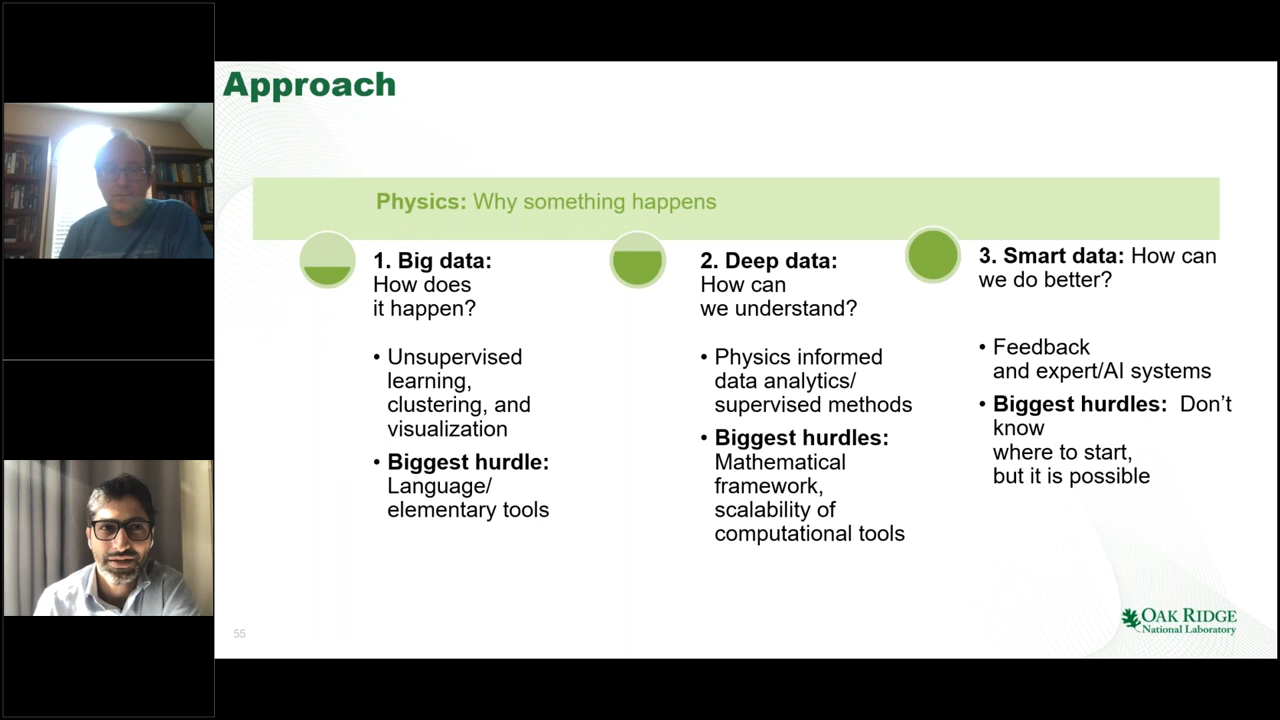 Approach
Physics: Why something happens
1. Big data:
How does
it happen?
• Unsupervised
learning,
clustering, and
visualization
• Biggest hurdle:
Language/
elementary tools
2. Deep data:
How can
we understand?
• Physics informed
data analytics/
supervised methods
• Biggest hurdles:
Mathematical
framework,
scalability of
computational tools
3. Smart data: How can
we do better?
• Feedback
and expert/AI systems
• Biggest hurdles:  Don’t
know
where to start,
but it is possible
55
OAK RIDGE
National Laboratory